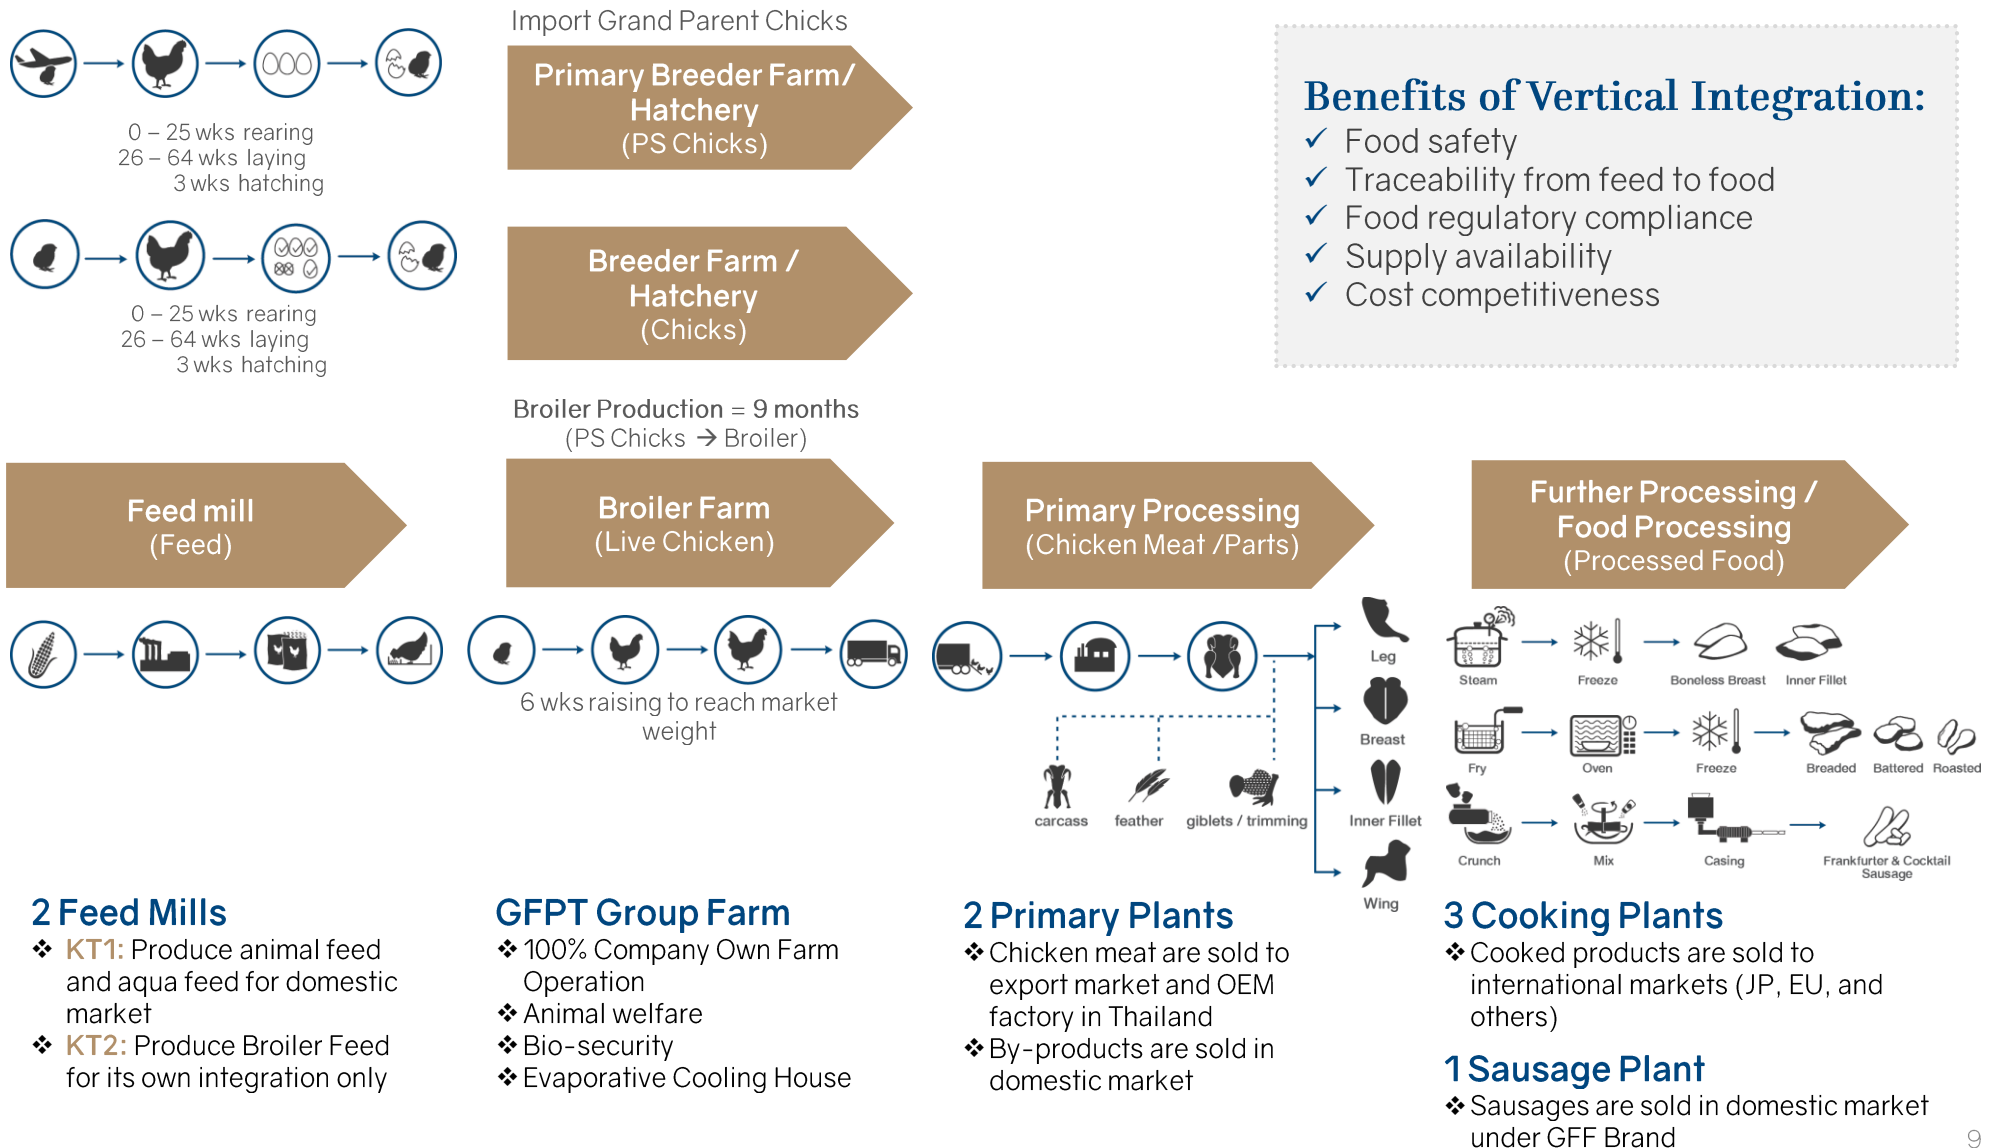 Import Grand Parent Chicks
Primary Breeder Farm/
Hatchery
(PS Chicks)
0 – 25 wks rearing
26 – 64 wks laying
3 wks hatching
Benefits of Vertical Integration:
✓ Food safety
✓ Traceability from feed to food
✓ Food regulatory compliance
✓ Supply availability
✓ Cost competitiveness
Breeder Farm /
Hatchery
(Chicks)
0 – 25 wks rearing
26 – 64 wks laying
3 wks hatching
Broiler Production = 9 months
(PS Chicks → Broiler)
Feed mill
(Feed)
Broiler Farm
(Live Chicken)
Primary Processing
(Chicken Meat /Parts)
Further Processing /
Food Processing
(Processed Food)
6 wks raising to reach market
weight
carcass
feather
giblets / trimming
Leg
Breast
Inner Fillet
Wing
Steam
Freeze
Boneless Breast
Inner Fillet
Fry
Oven
Freeze
Breaded
Battered
Roasted
Crunch
Mix
Casing
Frankfurter & Cocktail
Sausage
2 Feed Mills
❖ KT1: Produce animal feed
and aqua feed for domestic
market
❖ KT2: Produce Broiler Feed
for its own integration only
GFPT Group Farm
❖ 100% Company Own Farm
Operation
❖ Animal welfare
❖ Bio-security
❖ Evaporative Cooling House
2 Primary Plants
❖ Chicken meat are sold to
export market and OEM
factory in Thailand
❖ By-products are sold in
domestic market
3 Cooking Plants
❖ Cooked products are sold to
international markets (JP, EU, and
others)
1 Sausage Plant
❖ Sausages are sold in domestic market
under GFF Brand
9